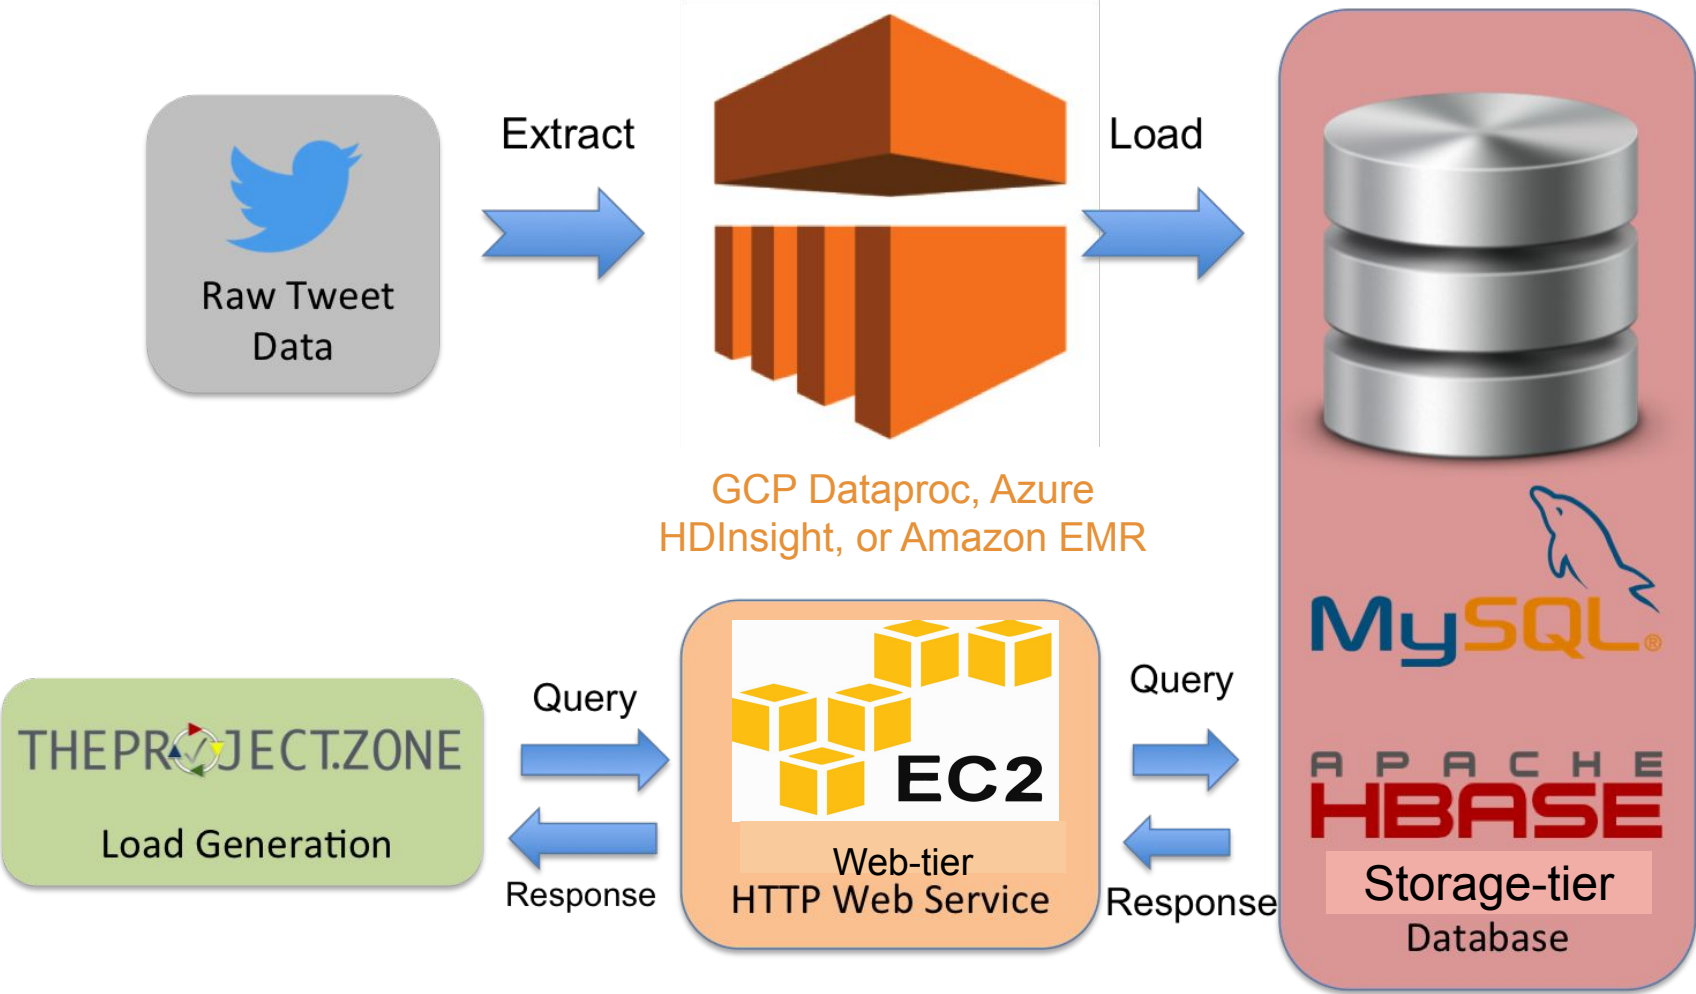 Extract
Load
Raw Tweet
Data
GCP Dataproc, Azure
HDInsight, or Amazon EMR
MySQL®
Query
Query
THEPROJECT.ZONE
EC2
APACHE
HBASE
Load Generation
Web-tier
Storage-tier
Response
HTTP Web Service
Response
Database